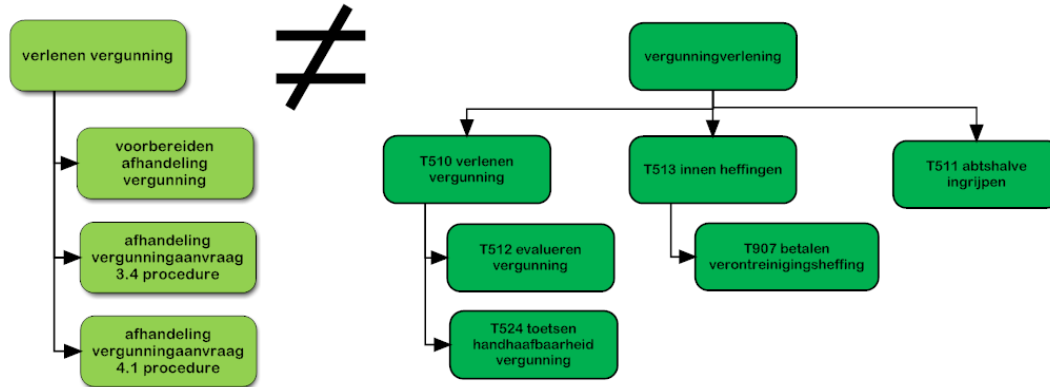 verlenen vergunning
voorbereiden
afhandeling
vergunning
afhandeling
vergunningaanvraag
3.4 procedure
afhandeling
vergunningaanvraag
4.1 procedure
≠
vergunningverlening
T510 verlenen
vergunning
T513 innen heffingen
T511 abtshalve
ingrijpen
T512 evalueren
vergunning
T907 betalen
verontreinigingsheffing
T524 toetsen
handhaafbaarheid
vergunning